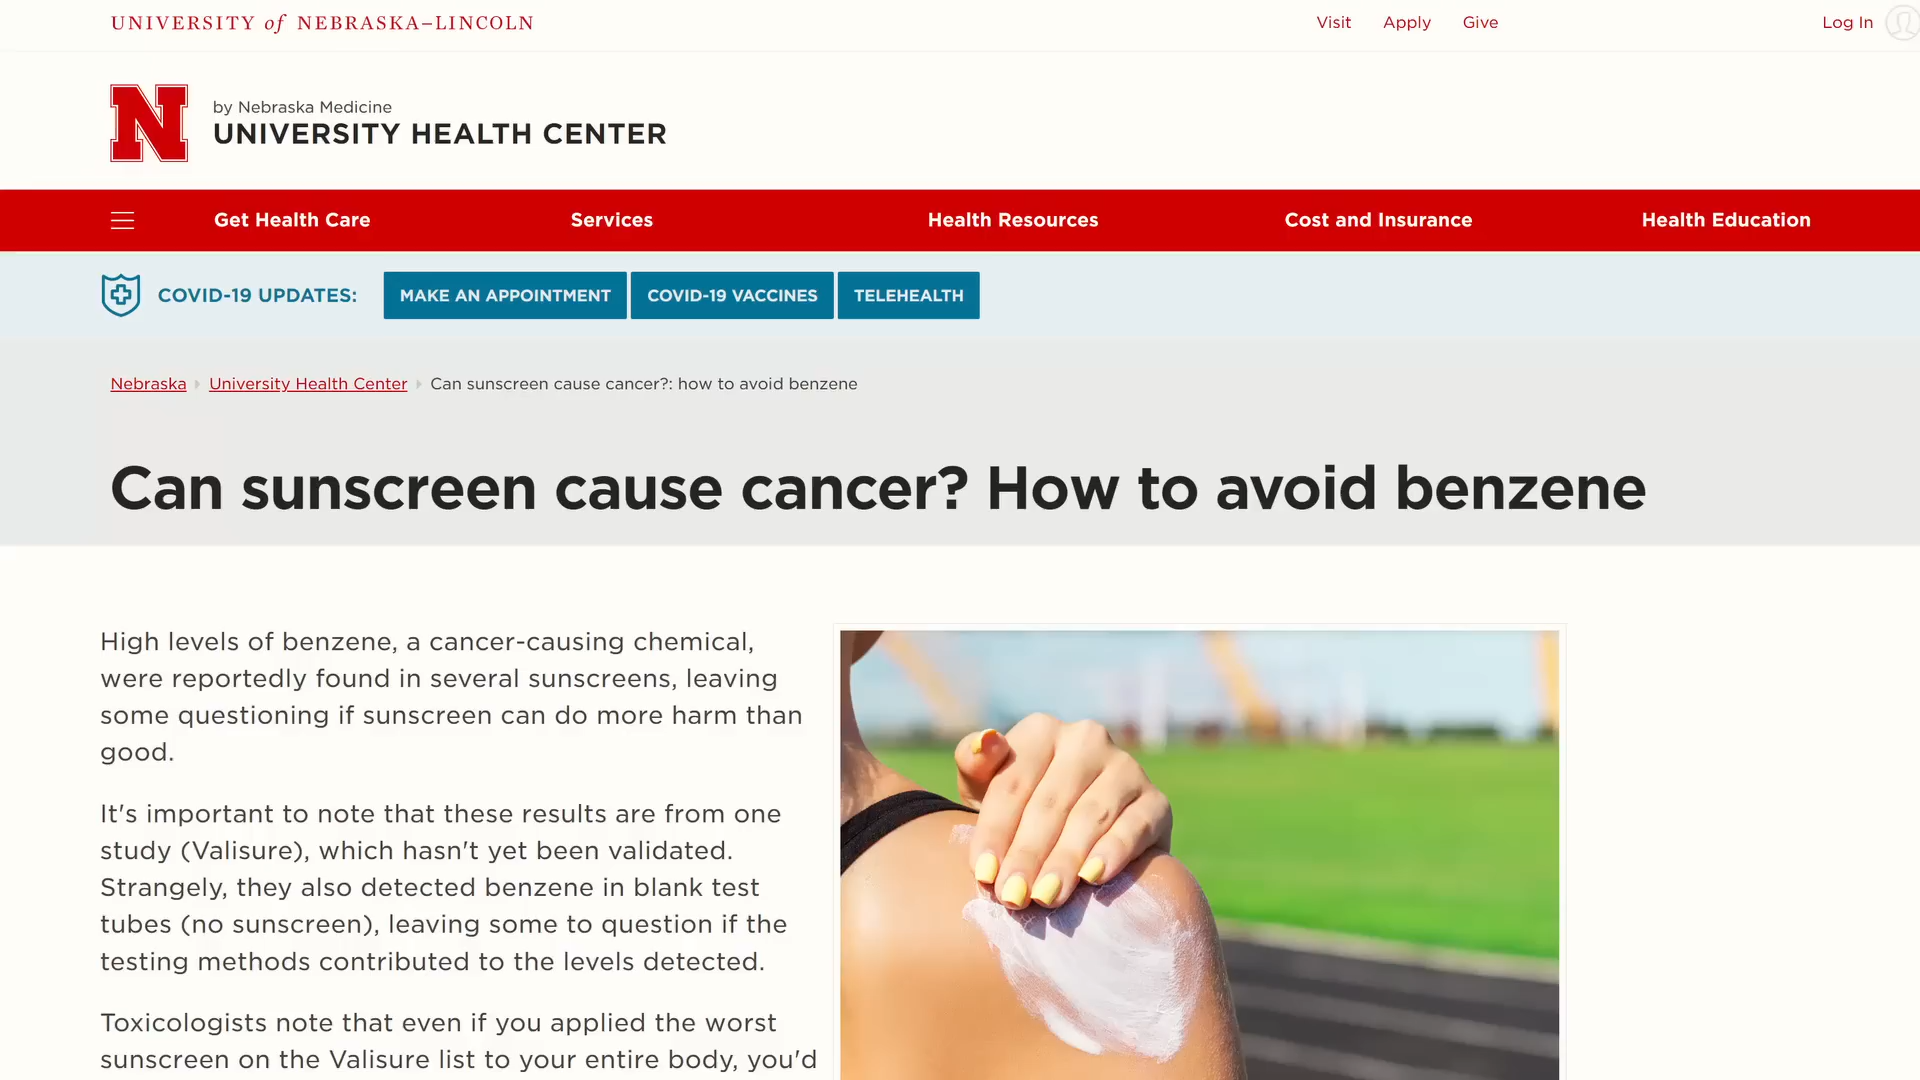 UNIVERSITY of NEBRASKA–LINCOLN
Visit Apply Give Log In
by Nebraska Medicine
UNIVERSITY HEALTH CENTER
N
Get Health Care Services Health Resources Cost and Insurance Health Education
COVID-19 UPDATES: MAKE AN APPOINTMENT COVID-19 VACCINES TELEHEALTH
Nebraska University Health Center Can sunscreen cause cancer?: how to avoid benzene
Can sunscreen cause cancer? How to avoid benzene
High levels of benzene, a cancer-causing chemical,
were reportedly found in several sunscreens, leaving
some questioning if sunscreen can do more harm than
good.
It's important to note that these results are from one
study (Valisure), which hasn't yet been validated.
Strangely, they also detected benzene in blank test
tubes (no sunscreen), leaving some to question if the
testing methods contributed to the levels detected.
Toxicologists note that even if you applied the worst
sunscreen on the Valisure list to your entire body, you'd